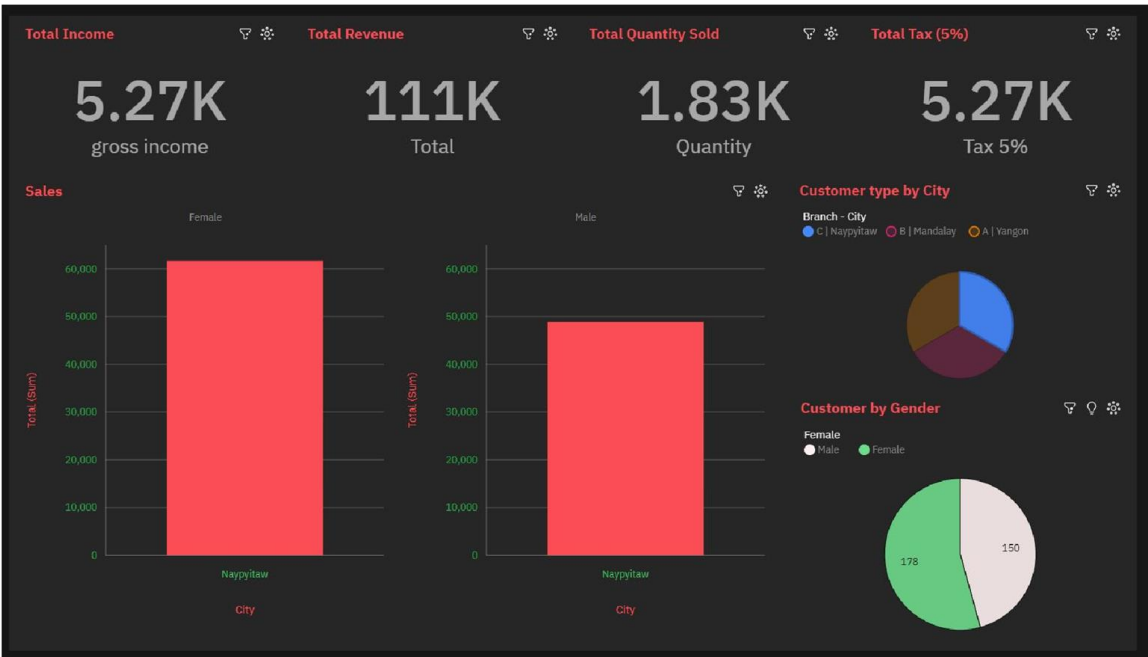 Total Income
Total Revenue
Total Quantity Sold
Total Tax (5%)
5.27K
111K
1.83K
5.27K
gross income
Total
Quantity
Tax 5%
Sales
Female
Male
Total (Sum)
60,000
50,000
40,000
30,000
20,000
10,000
0
Naypyitaw
City
Total (Sum)
60,000
50,000
40,000
30,000
20,000
10,000
0
Naypyitaw
City
Customer type by City
Branch - City
C | Naypyitaw B | Mandalay A | Yangon
Customer by Gender
Female
Male Female
150
178